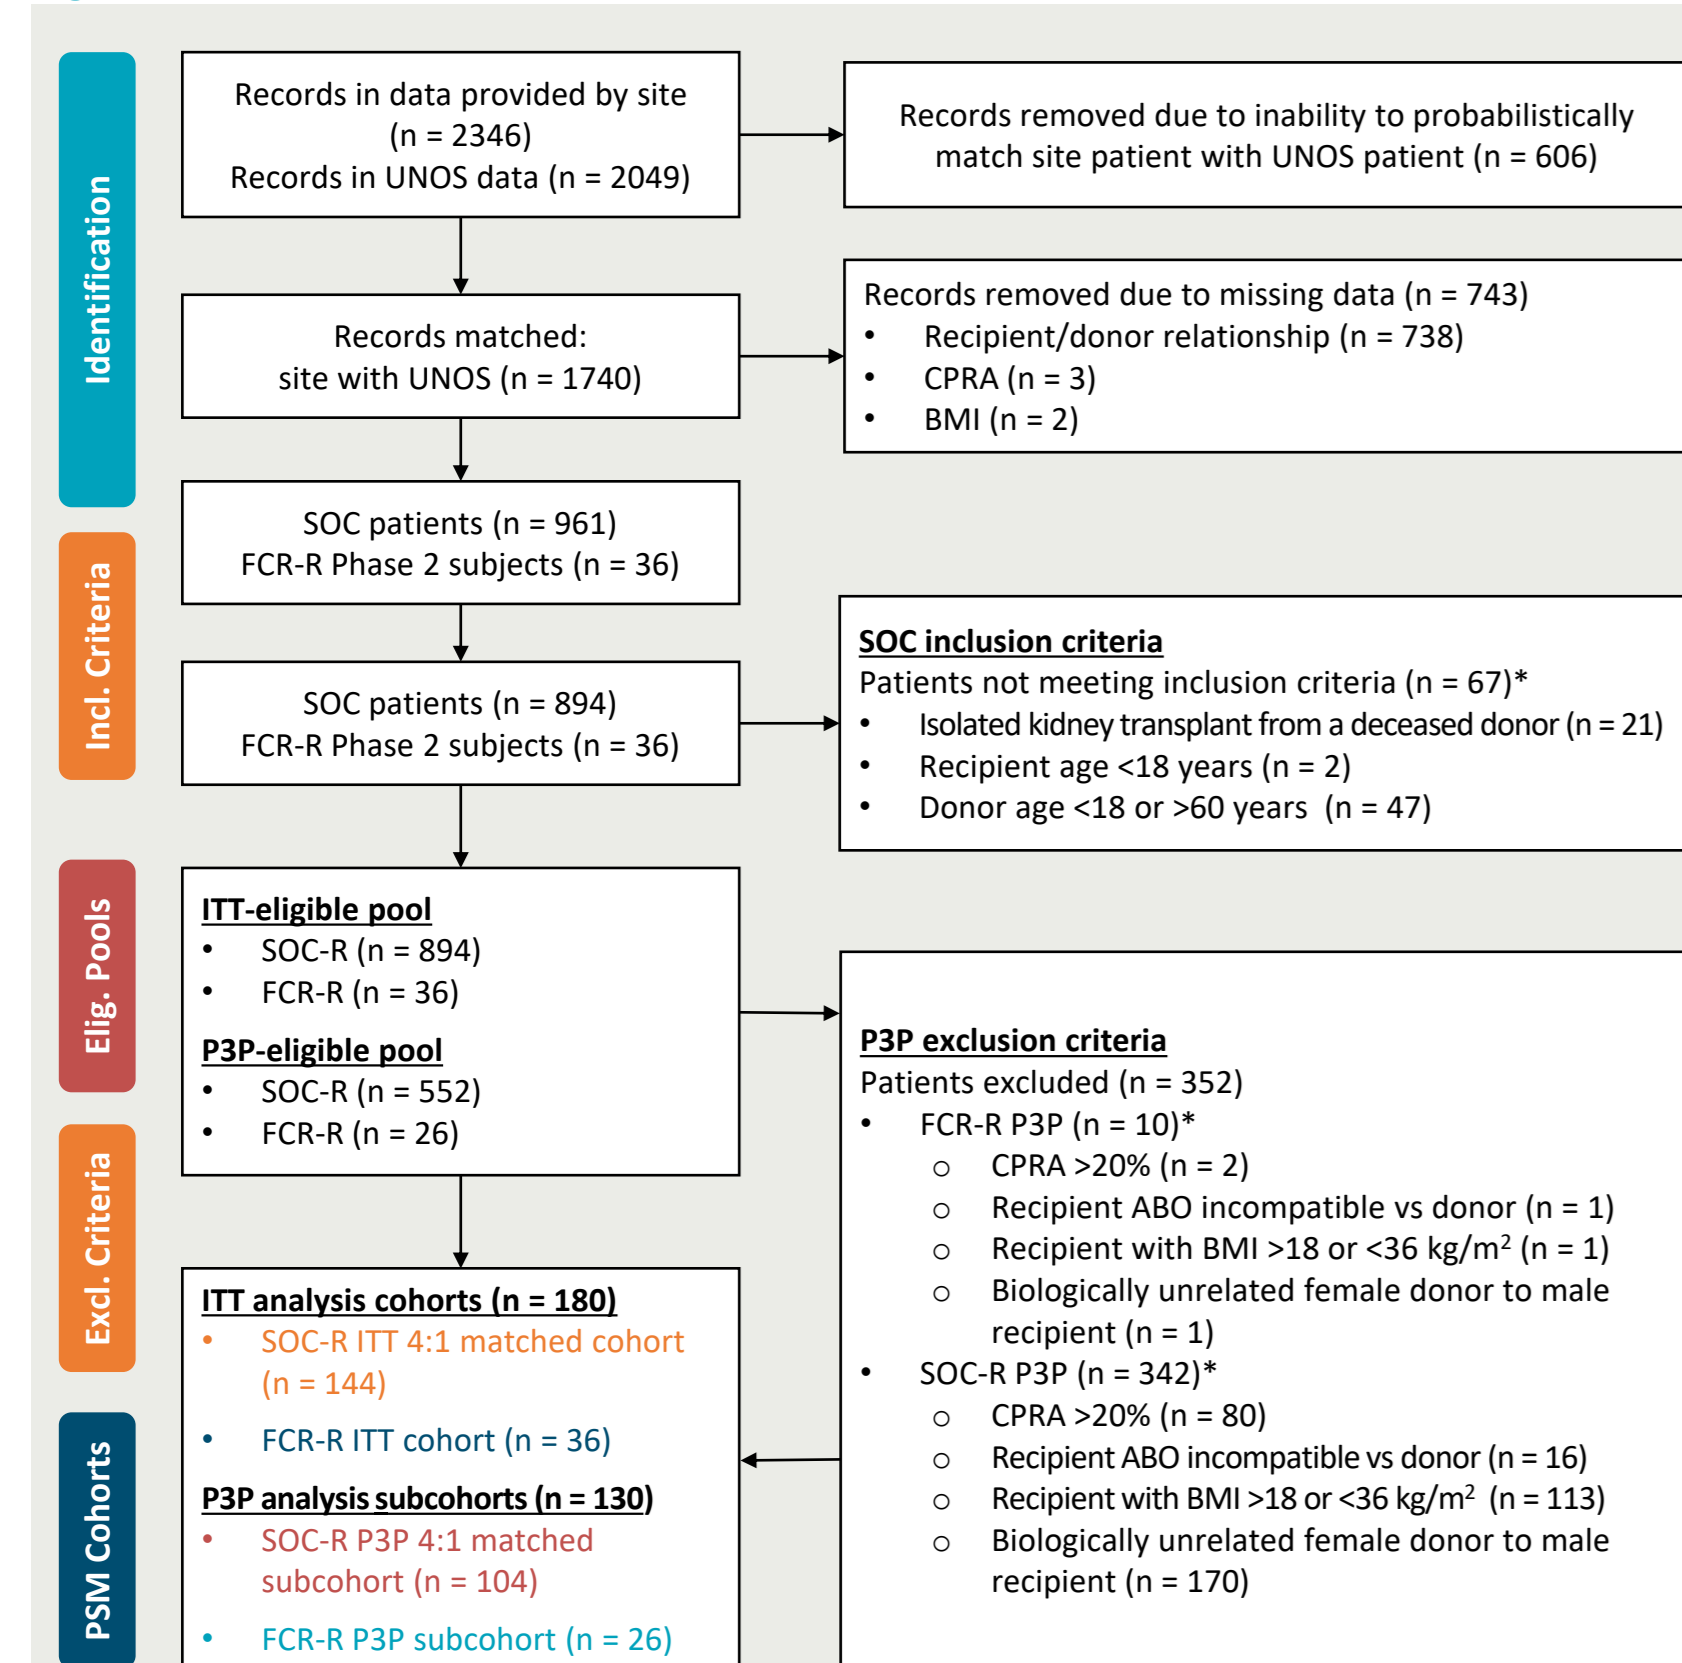 Identification
Records in data provided by site
(n = 2346)
Records in UNOS data (n = 2049)
Records removed due to inability to probabilistically
match site patient with UNOS patient (n = 606)
Records matched:
site with UNOS (n = 1740)
Records removed due to missing data (n = 743)
• Recipient/donor relationship (n = 738)
• CPRA (n = 3)
• BMI (n = 2)
Incl. Criteria
SOC patients (n = 961)
FCR-R Phase 2 subjects (n = 36)
SOC patients (n = 894)
FCR-R Phase 2 subjects (n = 36)
SOC inclusion criteria
Patients not meeting inclusion criteria (n = 67)*
• Isolated kidney transplant from a deceased donor (n = 21)
• Recipient age <18 years (n = 2)
• Donor age <18 or >60 years (n = 47)
Elig. Pools
ITT-eligible pool
• SOC-R (n = 894)
• FCR-R (n = 36)
P3P-eligible pool
• SOC-R (n = 552)
• FCR-R (n = 26)
Excl. Criteria
P3P exclusion criteria
Patients excluded (n = 352)
• FCR-R P3P (n = 10)*
o CPRA >20% (n = 2)
o Recipient ABO incompatible vs donor (n = 1)
o Recipient with BMI >18 or <36 kg/m² (n = 1)
o Biologically unrelated female donor to male
recipient (n = 1)
• SOC-R P3P (n = 342)*
o CPRA >20% (n = 80)
o Recipient ABO incompatible vs donor (n = 16)
o Recipient with BMI >18 or <36 kg/m² (n = 113)
o Biologically unrelated female donor to male
recipient (n = 170)
PSM Cohorts
ITT analysis cohorts (n = 180)
• SOC-R ITT 4:1 matched cohort
(n = 144)
• FCR-R ITT cohort (n = 36)
P3P analysis subcohorts (n = 130)
• SOC-R P3P 4:1 matched
subcohort (n = 104)
• FCR-R P3P subcohort (n = 26)